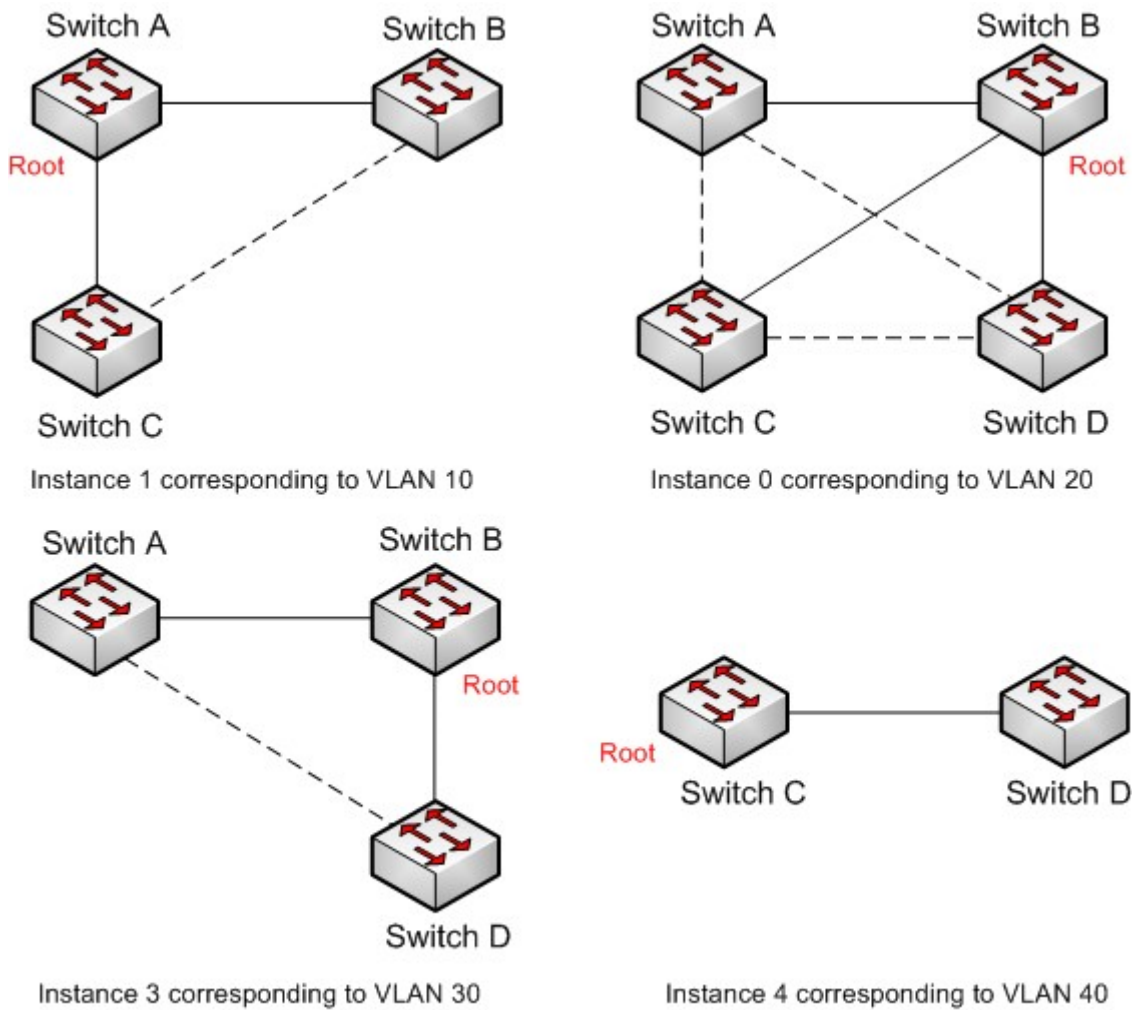 Switch A
Switch B
Root
Switch C
Instance 1 corresponding to VLAN 10
Switch A
Switch B
Root
Switch C
Switch D
Instance 0 corresponding to VLAN 20
Switch A
Switch B
Root
Switch D
Instance 3 corresponding to VLAN 30
Root
Switch C
Switch D
Instance 4 corresponding to VLAN 40